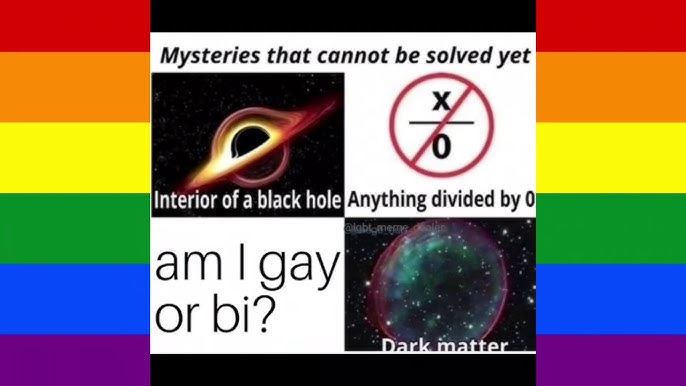 Mysteries that cannot be solved yet
x
0
Interior of a black hole
Anything divided by 0
am I gay
or bi?
Dark matter